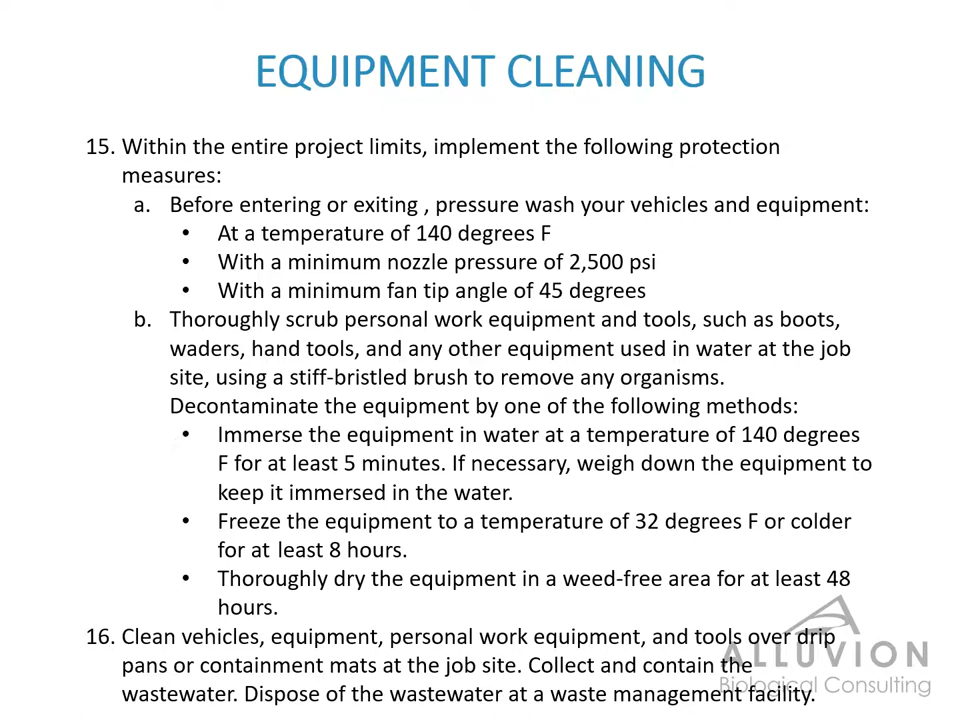 EQUIPMENT CLEANING
15. Within the entire project limits, implement the following protection
measures:
a. Before entering or exiting , pressure wash your vehicles and equipment:
• At a temperature of 140 degrees F
• With a minimum nozzle pressure of 2,500 psi
• With a minimum fan tip angle of 45 degrees
b. Thoroughly scrub personal work equipment and tools, such as boots,
waders, hand tools, and any other equipment used in water at the job
site, using a stiff-bristled brush to remove any organisms.
Decontaminate the equipment by one of the following methods:
• Immerse the equipment in water at a temperature of 140 degrees
F for at least 5 minutes. If necessary, weigh down the equipment to
keep it immersed in the water.
• Freeze the equipment to a temperature of 32 degrees F or colder
for at least 8 hours.
• Thoroughly dry the equipment in a weed-free area for at least 48
hours.
16. Clean vehicles, equipment, personal work equipment, and tools over drip
pans or containment mats at the job site. Collect and contain the
wastewater. Dispose of the wastewater at a waste management facility.
ALLUVION
Biological Consulting